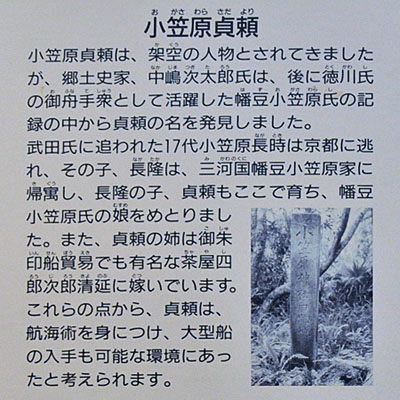 小笠原貞頼
小笠原貞頼は、架空の人物とされてきました
が、郷土史家、中嶋次太郎氏は、後に徳川氏
の御舟手衆として活躍した幡豆小笠原氏の記
録の中から貞頼の名を発見しました。
武田氏に追われた17代小笠原長時は京都に逃
れ、その子、長隆は、三河国幡豆小笠原家に
寄寓し、長隆の子、貞頼もここで育ち、幡豆
小笠原氏の娘をめとりまし
た。また、貞頼の姉は御朱
印船貿易でも有名な茶屋四
郎次郎清延に嫁いでいます。
これらの点から、貞頼は、
航海術を身につけ、大型船
の入手も可能な環境にあっ
たと考えられます。